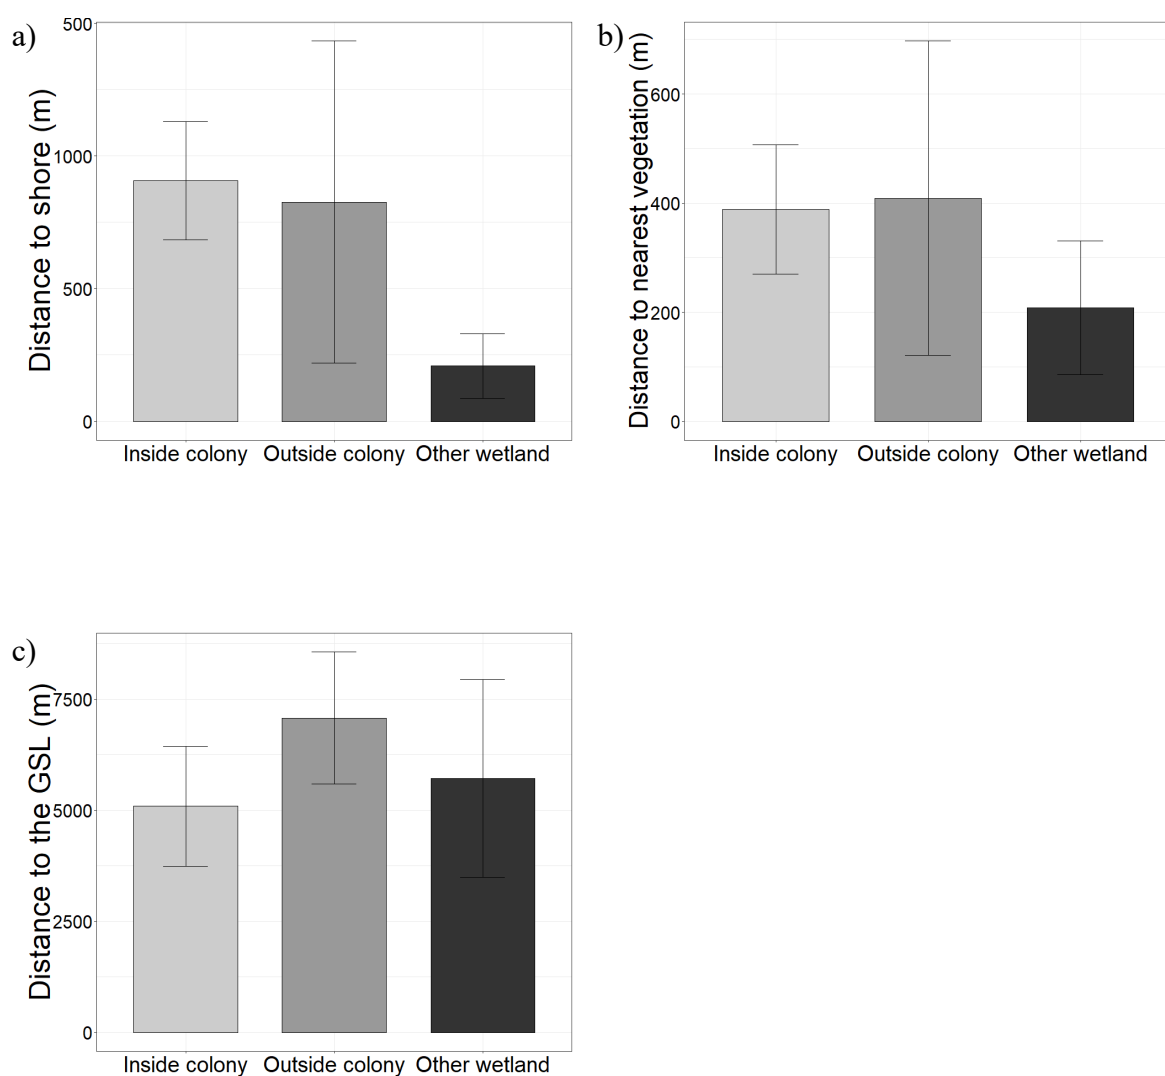 a)
Distance to shore (m)
500
1000
500
0
Inside colony Outside colony Other wetland
b)
Distance to nearest vegetation (m)
600
400
200
0
Inside colony Outside colony Other wetland
c)
Distance to the GSL (m)
7500
5000
2500
0
Inside colony Outside colony Other wetland